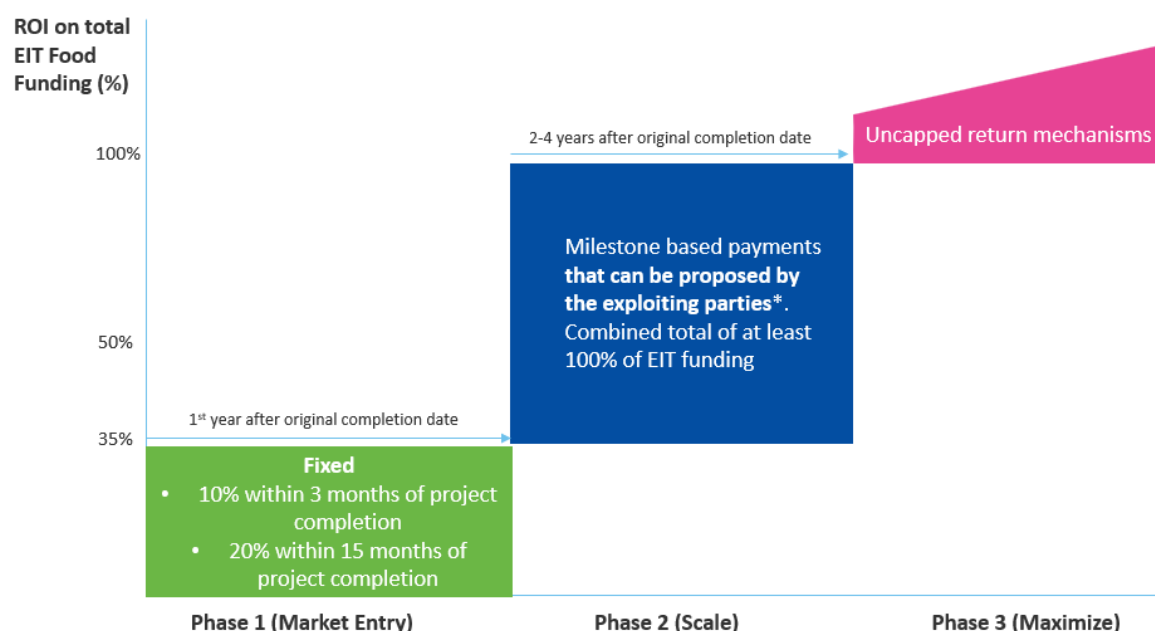 ROI on total
EIT Food
Funding (%)
100%
50%
35%
2-4 years after original completion date
Uncapped return mechanisms
Milestone based payments
that can be proposed by
the exploiting parties*.
Combined total of at least
100% of EIT funding
1st year after original completion date
Fixed
• 10% within 3 months of project
completion
• 20% within 15 months of
project completion
Phase 1 (Market Entry)
Phase 2 (Scale)
Phase 3 (Maximize)